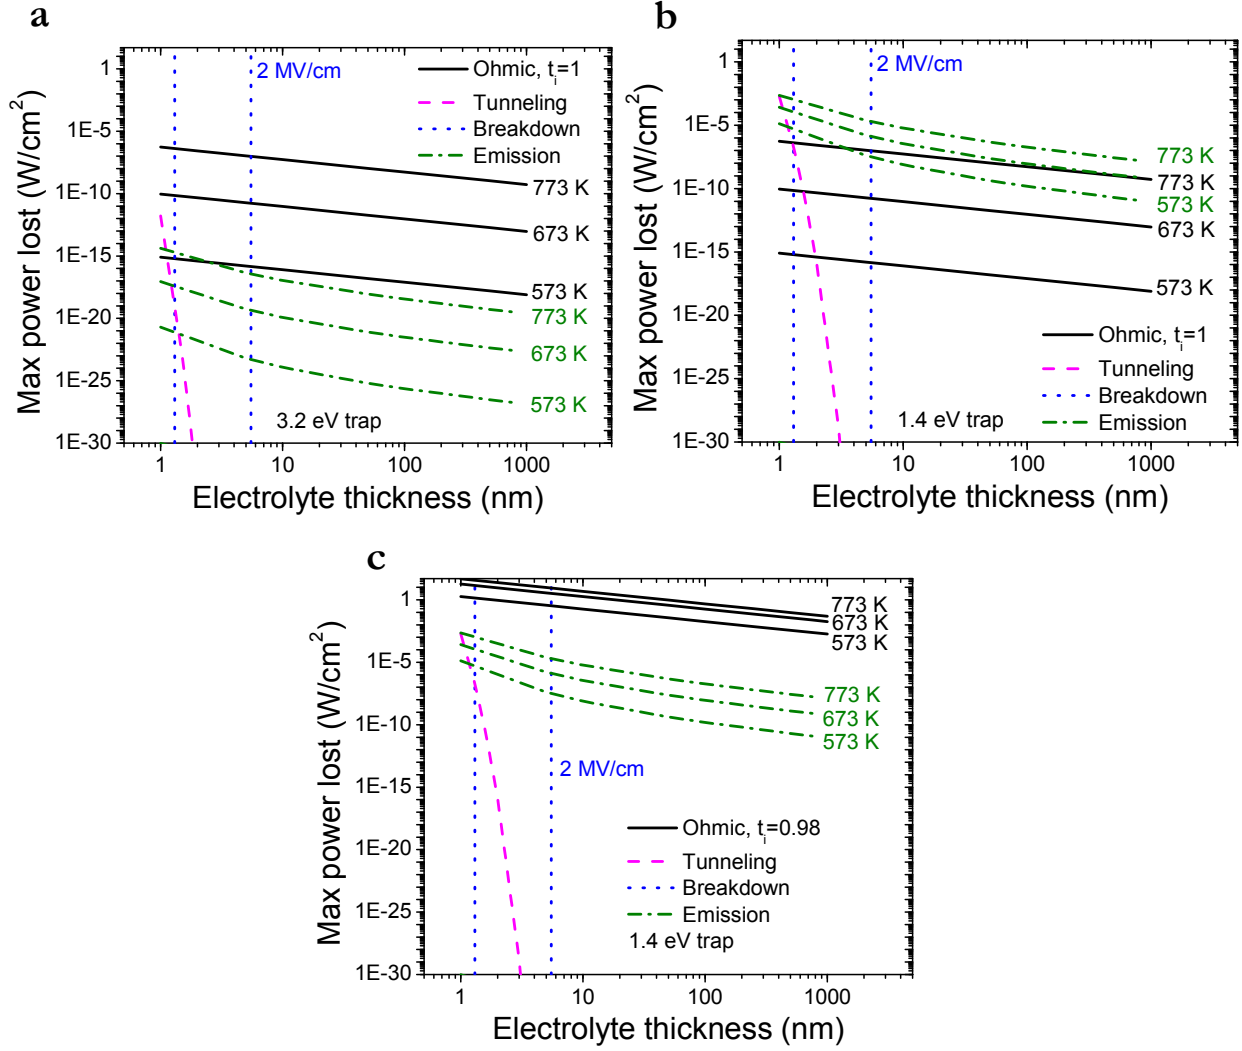 a
Max power lost (W/cm²)
1
1E-5
1E-10
1E-15
1E-20
1E-25
1E-30
2 MV/cm
Ohmic, tᵢ=1
Tunneling
Breakdown
Emission
773 K
673 K
573 K
773 K
673 K
573 K
3.2 eV trap
1 10 100 1000
Electrolyte thickness (nm)
b
Max power lost (W/cm²)
1
1E-5
1E-10
1E-15
1E-20
1E-25
1E-30
2 MV/cm
773 K
773 K
573 K
673 K
573 K
Ohmic, tᵢ=1
Tunneling
Breakdown
Emission
1.4 eV trap
1 10 100 1000
Electrolyte thickness (nm)
c
Max power lost (W/cm²)
1
1E-5
1E-10
1E-15
1E-20
1E-25
1E-30
773 K
673 K
573 K
773 K
673 K
573 K
2 MV/cm
Ohmic, tᵢ=0.98
Tunneling
Breakdown
Emission
1.4 eV trap
1 10 100 1000
Electrolyte thickness (nm)